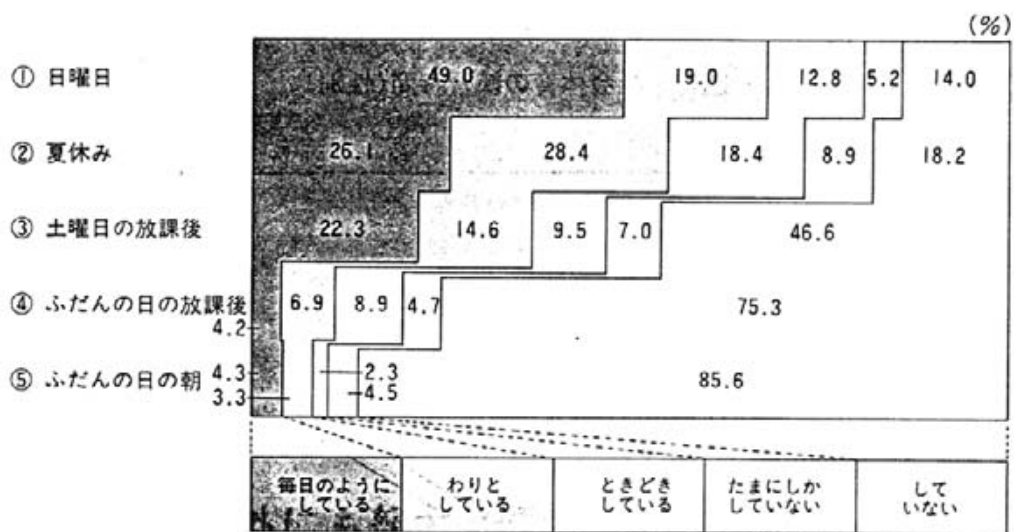 (%)
① 日曜日 49.0 19.0 12.8 5.2 14.0
② 夏休み 26.1 28.4 18.4 8.9 18.2
③ 土曜日の放課後 22.3 14.6 9.5 7.0 46.6
④ ふだんの日の放課後 6.9 8.9 4.7 75.3
4.2
4.3 2.3
⑤ ふだんの日の朝 85.6
3.3 4.5
毎日のように わりと ときどき たまにしか して
している している している していない いない